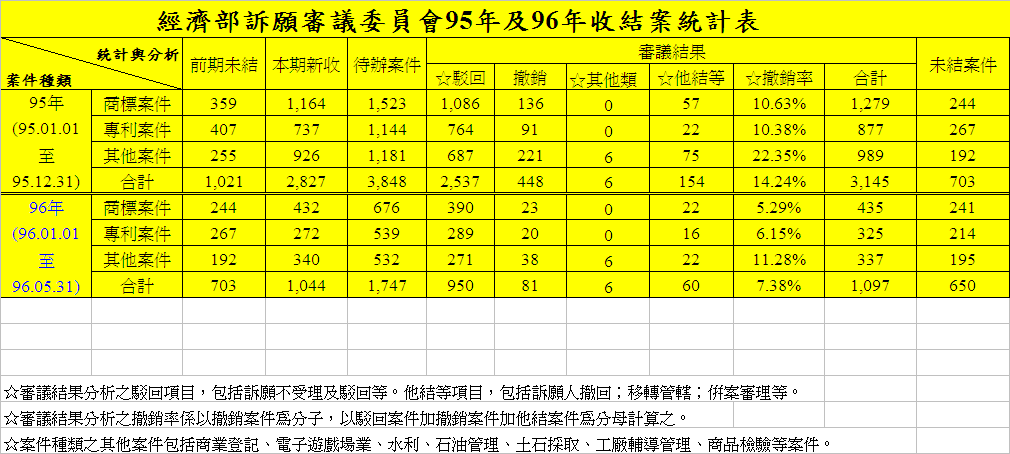 經濟部訴願審議委員會95年及96年收結案統計表
統計與分析
案件種類
前期未結 本期新收 待辦案件 審議結果 未結案件
☆駁回 撤銷 ☆其他類 ☆他結等 ☆撤銷率 合計
95年 商標案件 359 1,164 1,523 1,086 136 0 57 10.63% 1,279 244
(95.01.01 專利案件 407 737 1,144 764 91 0 22 10.38% 877 267
至 其他案件 255 926 1,181 687 221 6 75 22.35% 989 192
95.12.31) 合計 1,021 2,827 3,848 2,537 448 6 154 14.24% 3,145 703
96年 商標案件 244 432 676 390 23 0 22 5.29% 435 241
(96.01.01 專利案件 267 272 539 289 20 0 16 6.15% 325 214
至 其他案件 192 340 532 271 38 6 22 11.28% 337 195
96.05.31) 合計 703 1,044 1,747 950 81 6 60 7.38% 1,097 650
☆審議結果分析之駁回項目，包括訴願不受理及駁回等。他結等項目，包括訴願人撤回；移轉管轄；併案審理等。
☆審議結果分析之撤銷率係以撤銷案件為分子，以駁回案件加撤銷案件加他結案件為分母計算之。
☆案件種類之其他案件包括商業登記、電子遊戲場業、水利、石油管理、土石採取、工廠輔導管理、商品檢驗等案件。